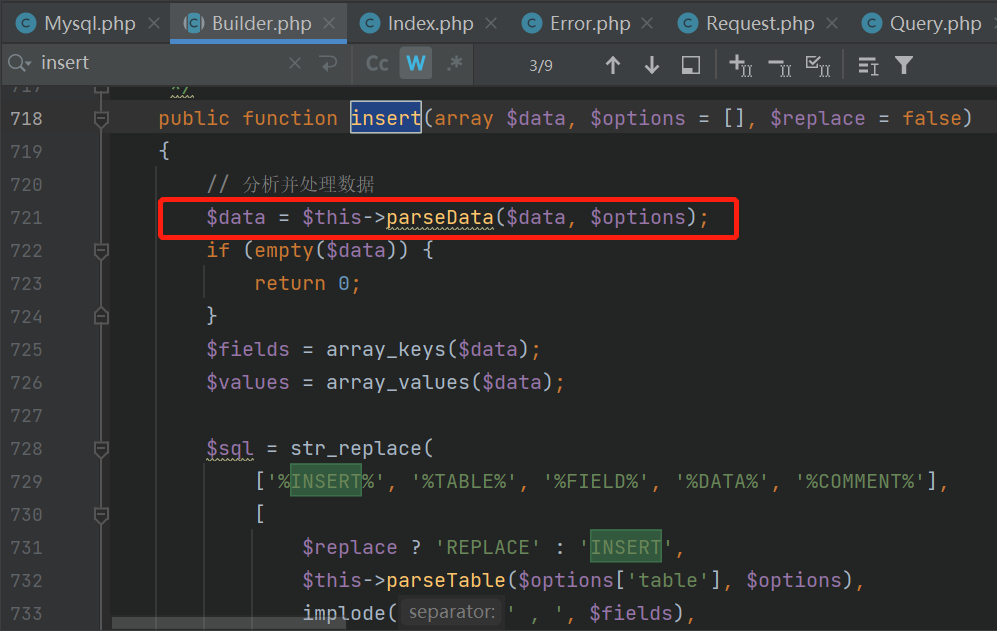 Mysql.php Builder.php Index.php Error.php Request.php Query.php
insert Cc W .* 3/9
717 */
718 public function insert(array $data, $options = [], $replace = false)
719 {
720 // 分析并处理数据
721 $data = $this->parseData($data, $options);
722 if (empty($data)) {
723 return 0;
724 }
725 $fields = array_keys($data);
726 $values = array_values($data);
727
728 $sql = str_replace(
729 ['%INSERT%', '%TABLE%', '%FIELD%', '%DATA%', '%COMMENT%'],
730 [
731 $replace ? 'REPLACE' : 'INSERT',
732 $this->parseTable($options['table'], $options),
733 implode( separator: ' , ', $fields),